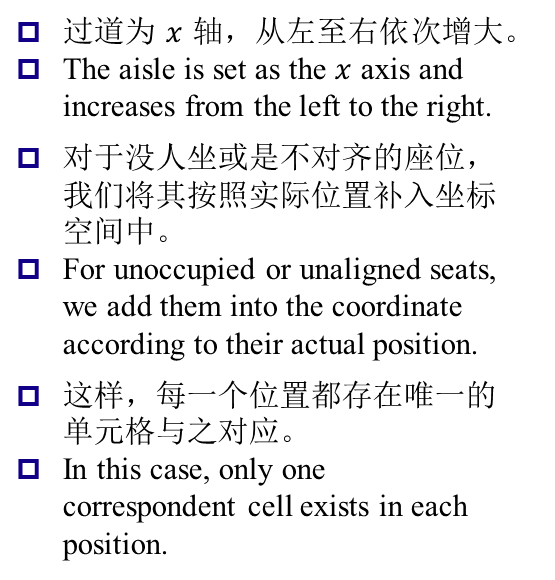 过道为 x 轴，从左至右依次增大。
The aisle is set as the x axis and
increases from the left to the right.
对于没人坐或是不对齐的座位，
我们将其按照实际位置补入坐标
空间中。
For unoccupied or unaligned seats,
we add them into the coordinate
according to their actual position.
这样，每一个位置都存在唯一的
单元格与之对应。
In this case, only one
correspondent cell exists in each
position.